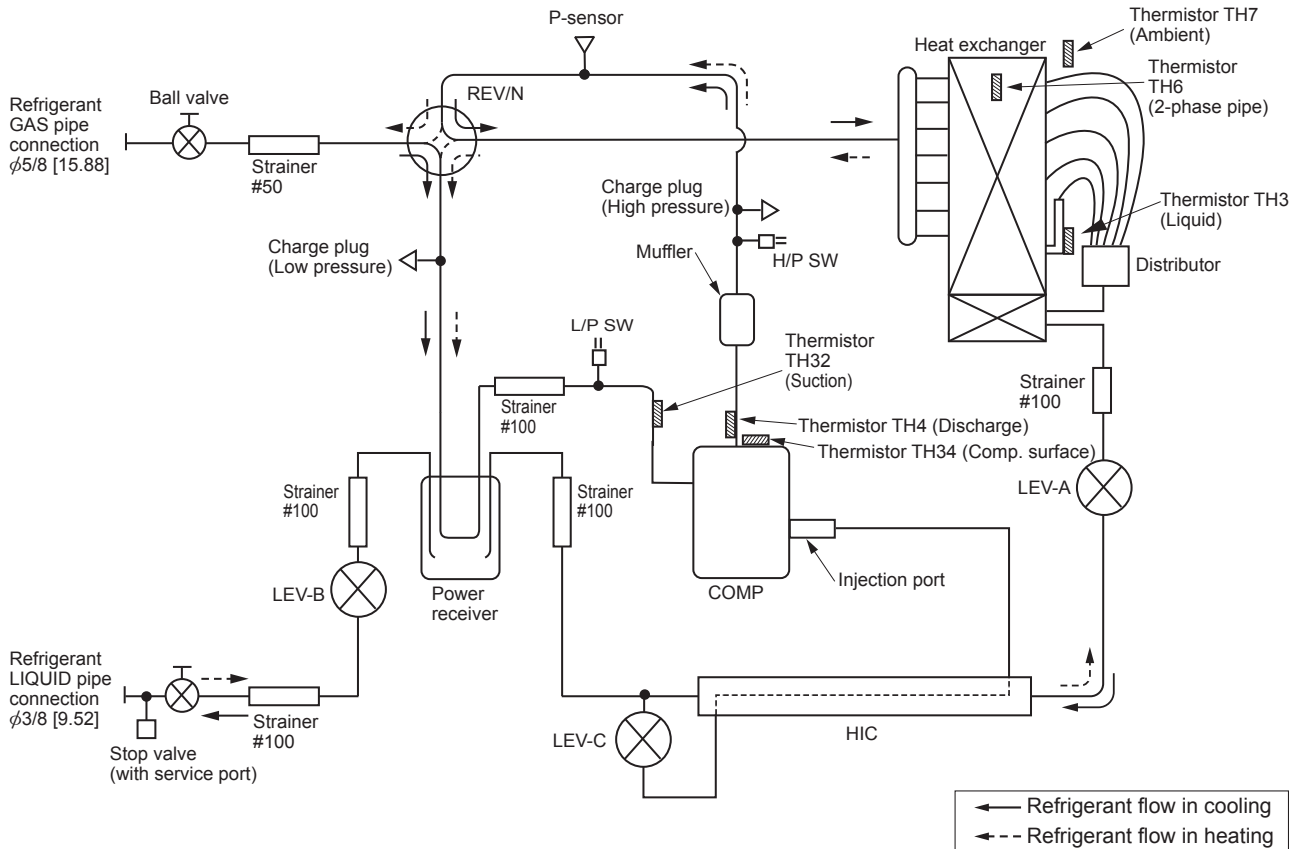 P-sensor
Thermistor TH7
(Ambient)
Heat exchanger
Thermistor
TH6
(2-phase pipe)
Ball valve
REV/N
Refrigerant
GAS pipe
connection
ϕ5/8 [15.88]
Strainer
#50
Charge plug
(High pressure)
Thermistor TH3
(Liquid)
Charge plug
(Low pressure)
H/P SW
Muffler
Distributor
L/P SW
Thermistor
TH32
(Suction)
Strainer
#100
Strainer
#100
Thermistor TH4 (Discharge)
Thermistor TH34 (Comp. surface)
LEV-A
Strainer
#100
Strainer
#100
Injection port
LEV-B
Power
receiver
COMP
Refrigerant
LIQUID pipe
connection
ϕ3/8 [9.52]
Strainer
#100
LEV-C
HIC
Stop valve
(with service port)
Refrigerant flow in cooling
Refrigerant flow in heating